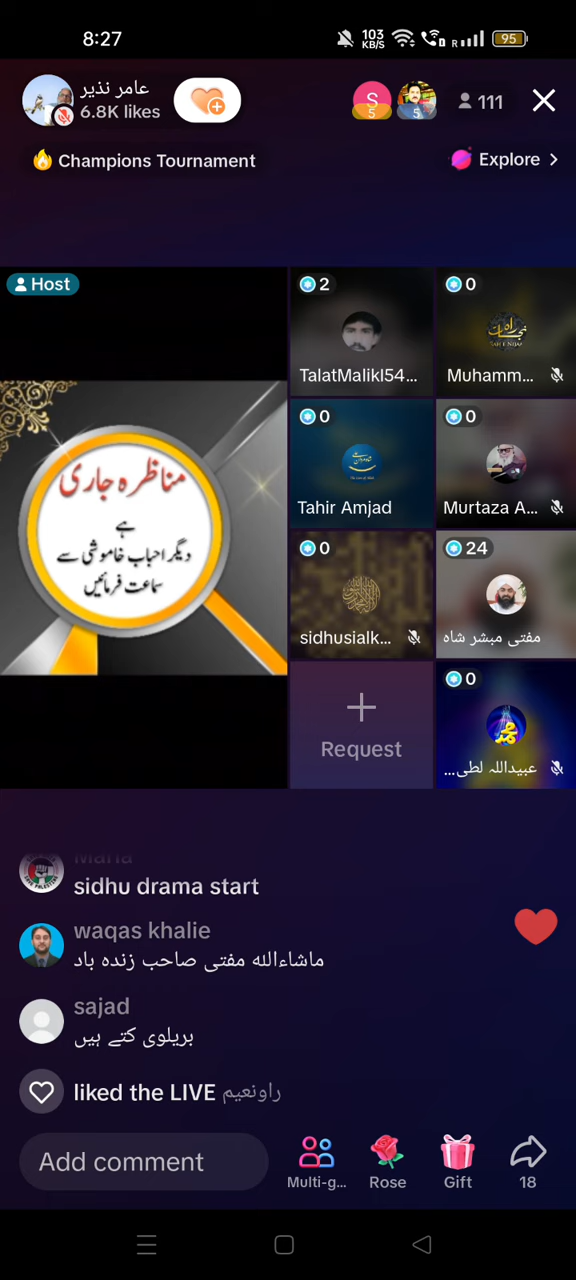 8:27
103
KB/S
R
95
عامر نذیر
6.8K likes
S
5
5
111
Champions Tournament
Explore
Host
مناظرہ جاری
ہے
دیگر احباب خاموشی سے
سماعت فرمائیں
2
TalatMalikl54...
0
Muhamm...
0
Tahir Amjad
0
Murtaza A...
0
sidhusialk...
24
مفتی مبشر شاہ
Request
0
عبیداللہ لطی...
محمد
Maria
sidhu drama start
waqas khalie
ماشاءالله مفتی صاحب زندہ باد
sajad
بریلوی کتے ہیں
liked the LIVE راونعیم
Add comment
Multi-g...
Rose
Gift
18